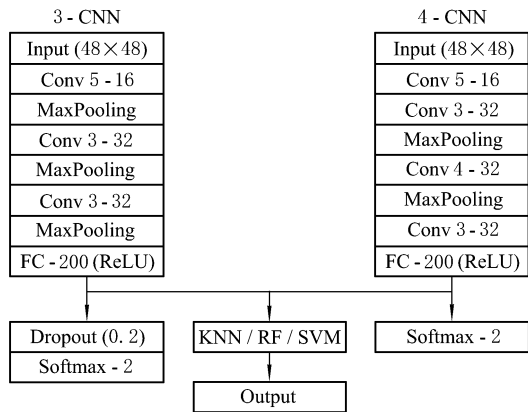 3 - CNN
Input (48×48)
Conv 5 - 16
MaxPooling
Conv 3 - 32
MaxPooling
Conv 3 - 32
MaxPooling
FC - 200 (ReLU)
Dropout (0. 2)
Softmax - 2
KNN / RF / SVM
Output
4 - CNN
Input (48×48)
Conv 5 - 16
Conv 3 - 32
MaxPooling
Conv 4 - 32
MaxPooling
Conv 3 - 32
FC - 200 (ReLU)
Softmax - 2